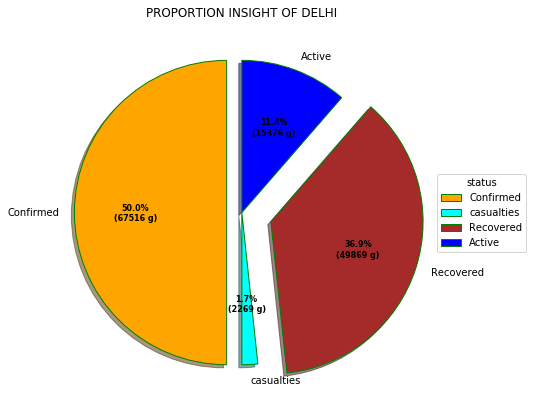 PROPORTION INSIGHT OF DELHI
Active
11.4%
(15376 g)
Confirmed
50.0%
(67516 g)
36.9%
(49869 g)
Recovered
1.7%
(2269 g)
casualties
status
Confirmed
casualties
Recovered
Active